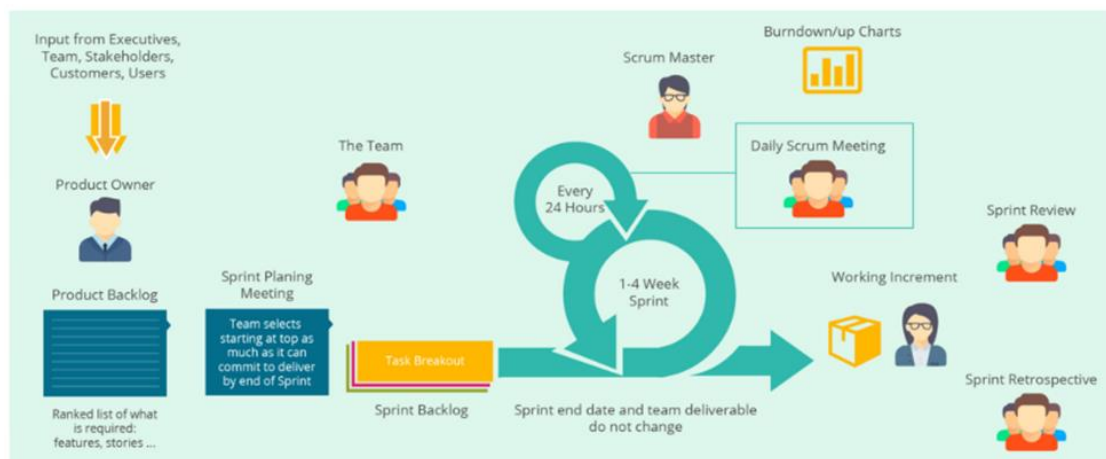 Input from Executives,
Team, Stakeholders,
Customers, Users
Product Owner
Product Backlog
Ranked list of what
is required:
features, stories ...
The Team
Sprint Planing
Meeting
Team selects
starting at top as
much as it can
commit to deliver
by end of Sprint
Task Breakout
Sprint Backlog
Scrum Master
Burndown/up Charts
Daily Scrum Meeting
Every
24 Hours
1-4 Week
Sprint
Sprint end date and team deliverable
do not change
Working Increment
Sprint Review
Sprint Retrospective